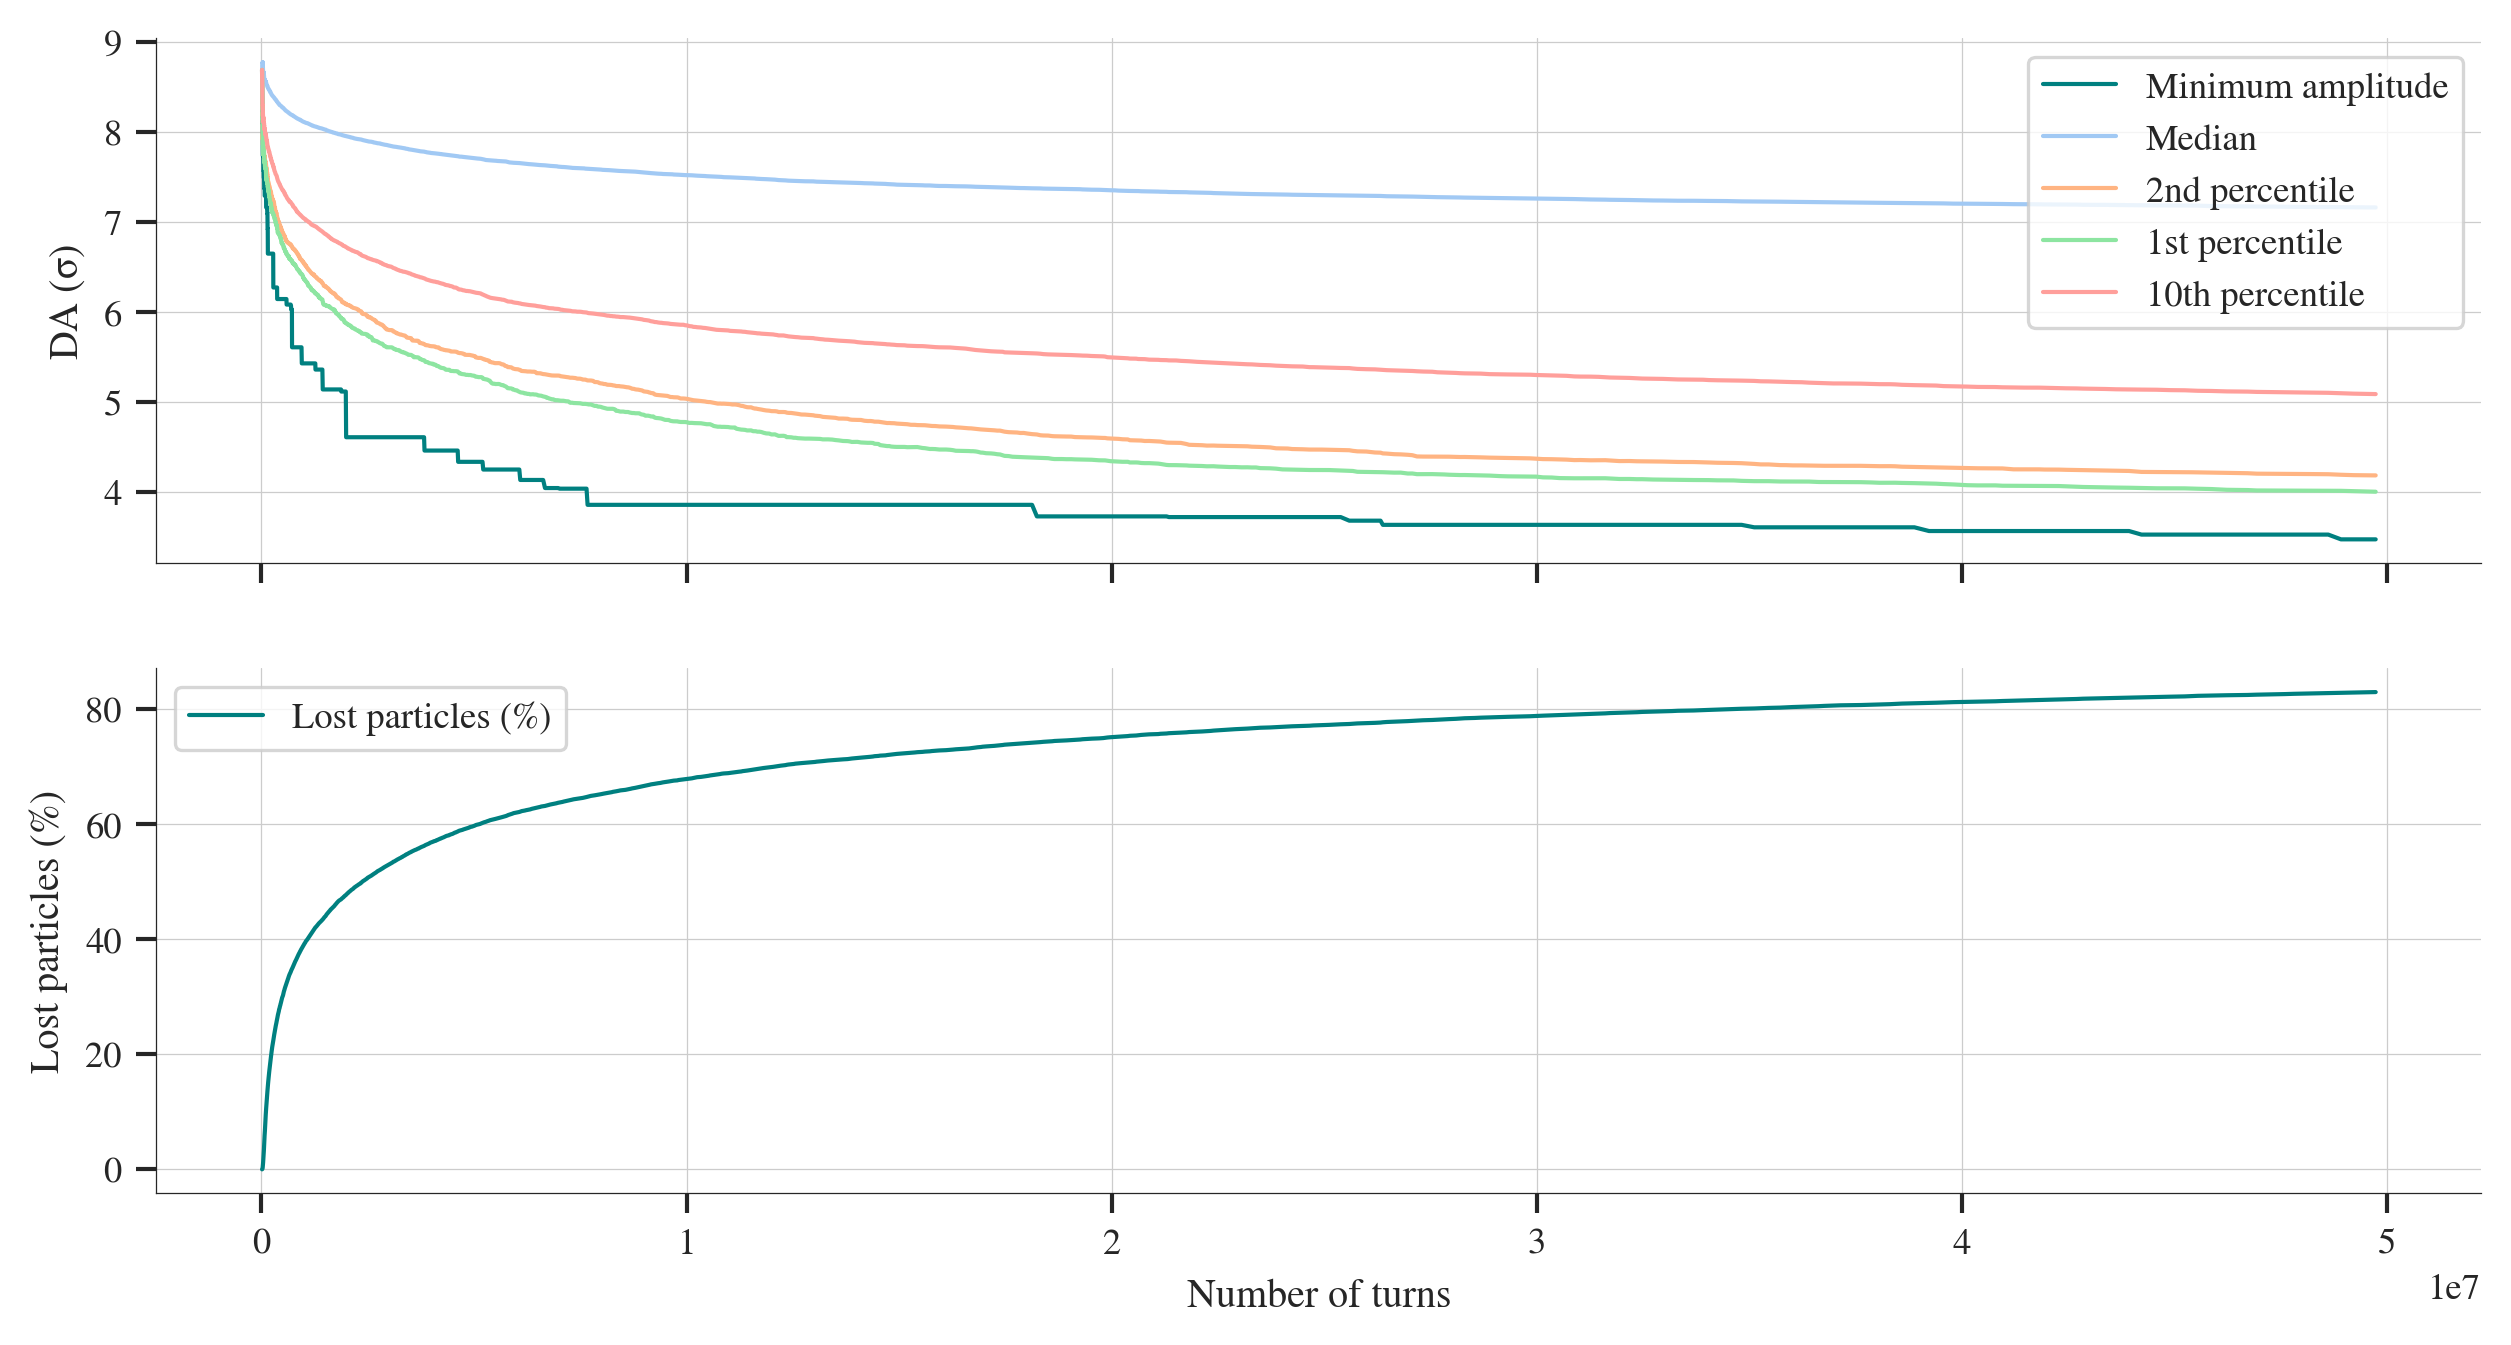 9
8
7
6
5
4
DA (σ)
Minimum amplitude
Median
2nd percentile
1st percentile
10th percentile
80
60
40
20
0
Lost particles (%)
Lost particles (%)
0 1 2 3 4 5
1e7
Number of turns